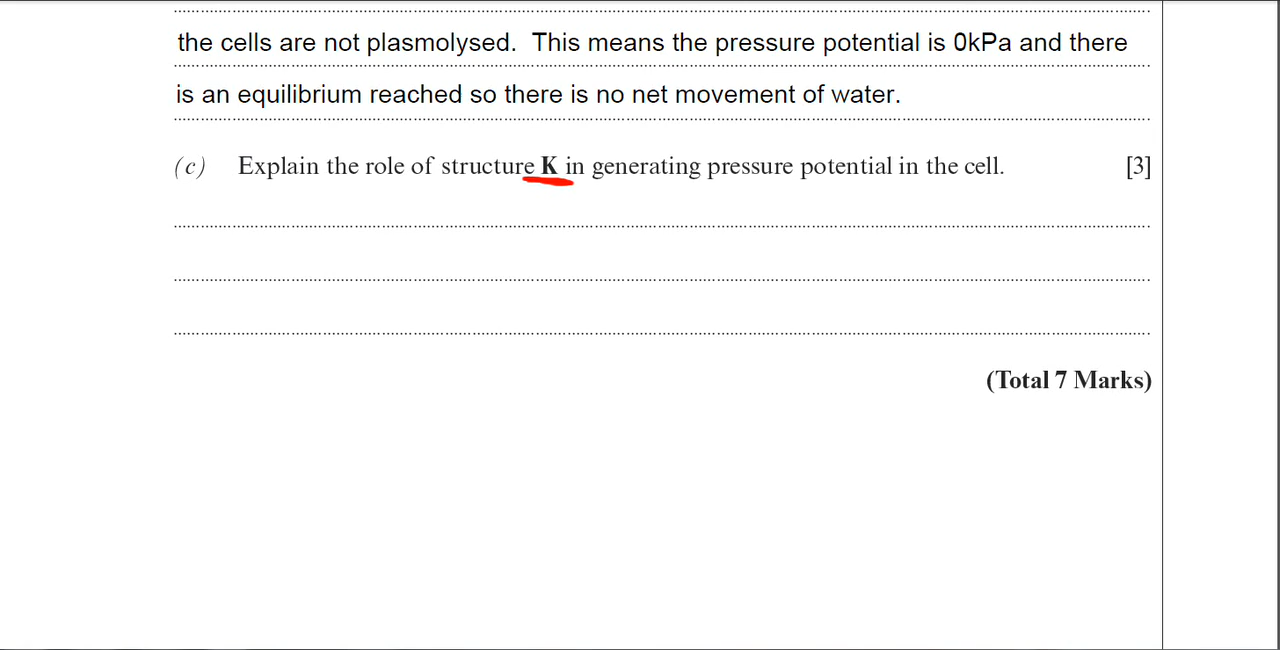 the cells are not plasmolysed. This means the pressure potential is 0kPa and there
is an equilibrium reached so there is no net movement of water.
(c) Explain the role of structure K in generating pressure potential in the cell. [3]
(Total 7 Marks)